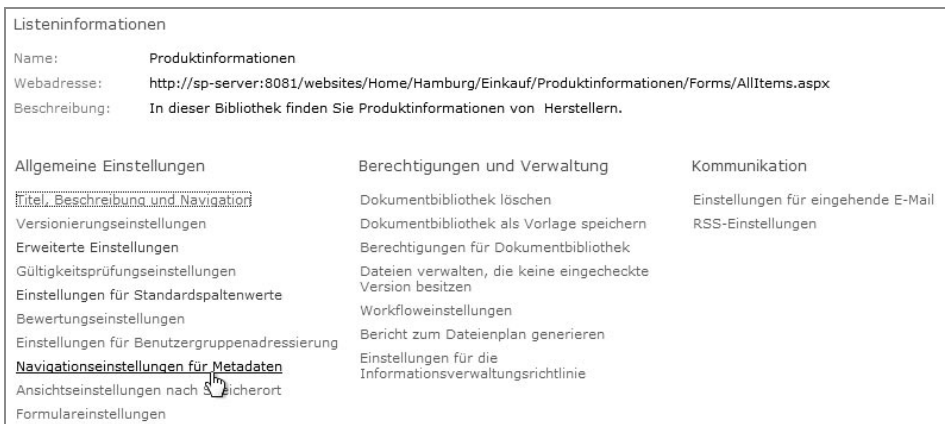 Listeninformationen
Name: Produktinformationen
Webadresse: http://sp-server:8081/websites/Home/Hamburg/Einkauf/Produktinformationen/Forms/AllItems.aspx
Beschreibung: In dieser Bibliothek finden Sie Produktinformationen von Herstellern.
Allgemeine Einstellungen
Titel, Beschreibung und Navigation
Versionierungseinstellungen
Erweiterte Einstellungen
Gültigkeitsprüfungseinstellungen
Einstellungen für Standardspaltenwerte
Bewertungseinstellungen
Einstellungen für Benutzergruppenadressierung
Navigationseinstellungen für Metadaten
Ansichtseinstellungen nach Speicherort
Formulareinstellungen
Berechtigungen und Verwaltung
Dokumentbibliothek löschen
Dokumentbibliothek als Vorlage speichern
Berechtigungen für Dokumentbibliothek
Dateien verwalten, die keine eingecheckte
Version besitzen
Workfloweinstellungen
Bericht zum Dateienplan generieren
Einstellungen für die
Informationsverwaltungsrichtlinie
Kommunikation
Einstellungen für eingehende E-Mail
RSS-Einstellungen